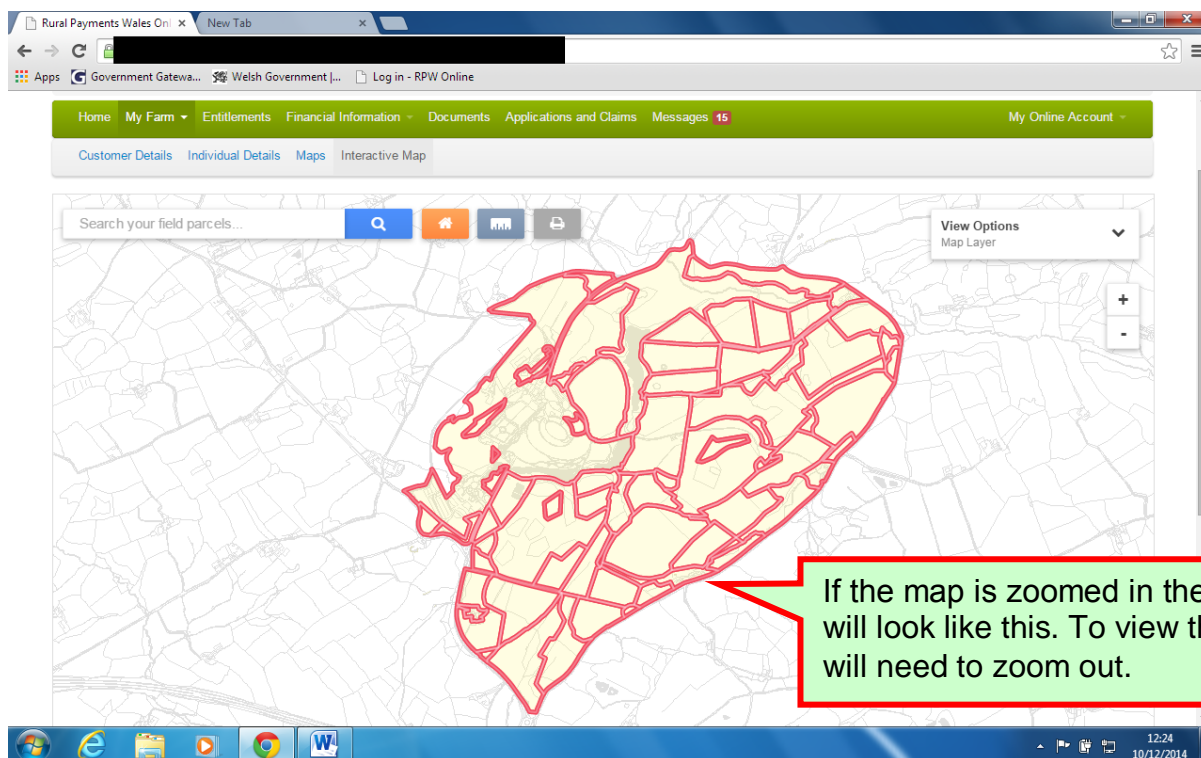 Rural Payments Wales Onl
New Tab
Apps Government Gatewa... Welsh Government |... Log in - RPW Online
Home My Farm Entitlements Financial Information Documents Applications and Claims Messages 15 My Online Account
Customer Details Individual Details Maps Interactive Map
Search your field parcels...
View Options
Map Layer
+
-
If the map is zoomed in the
will look like this. To view
will need to zoom out.
12:24
10/12/2014